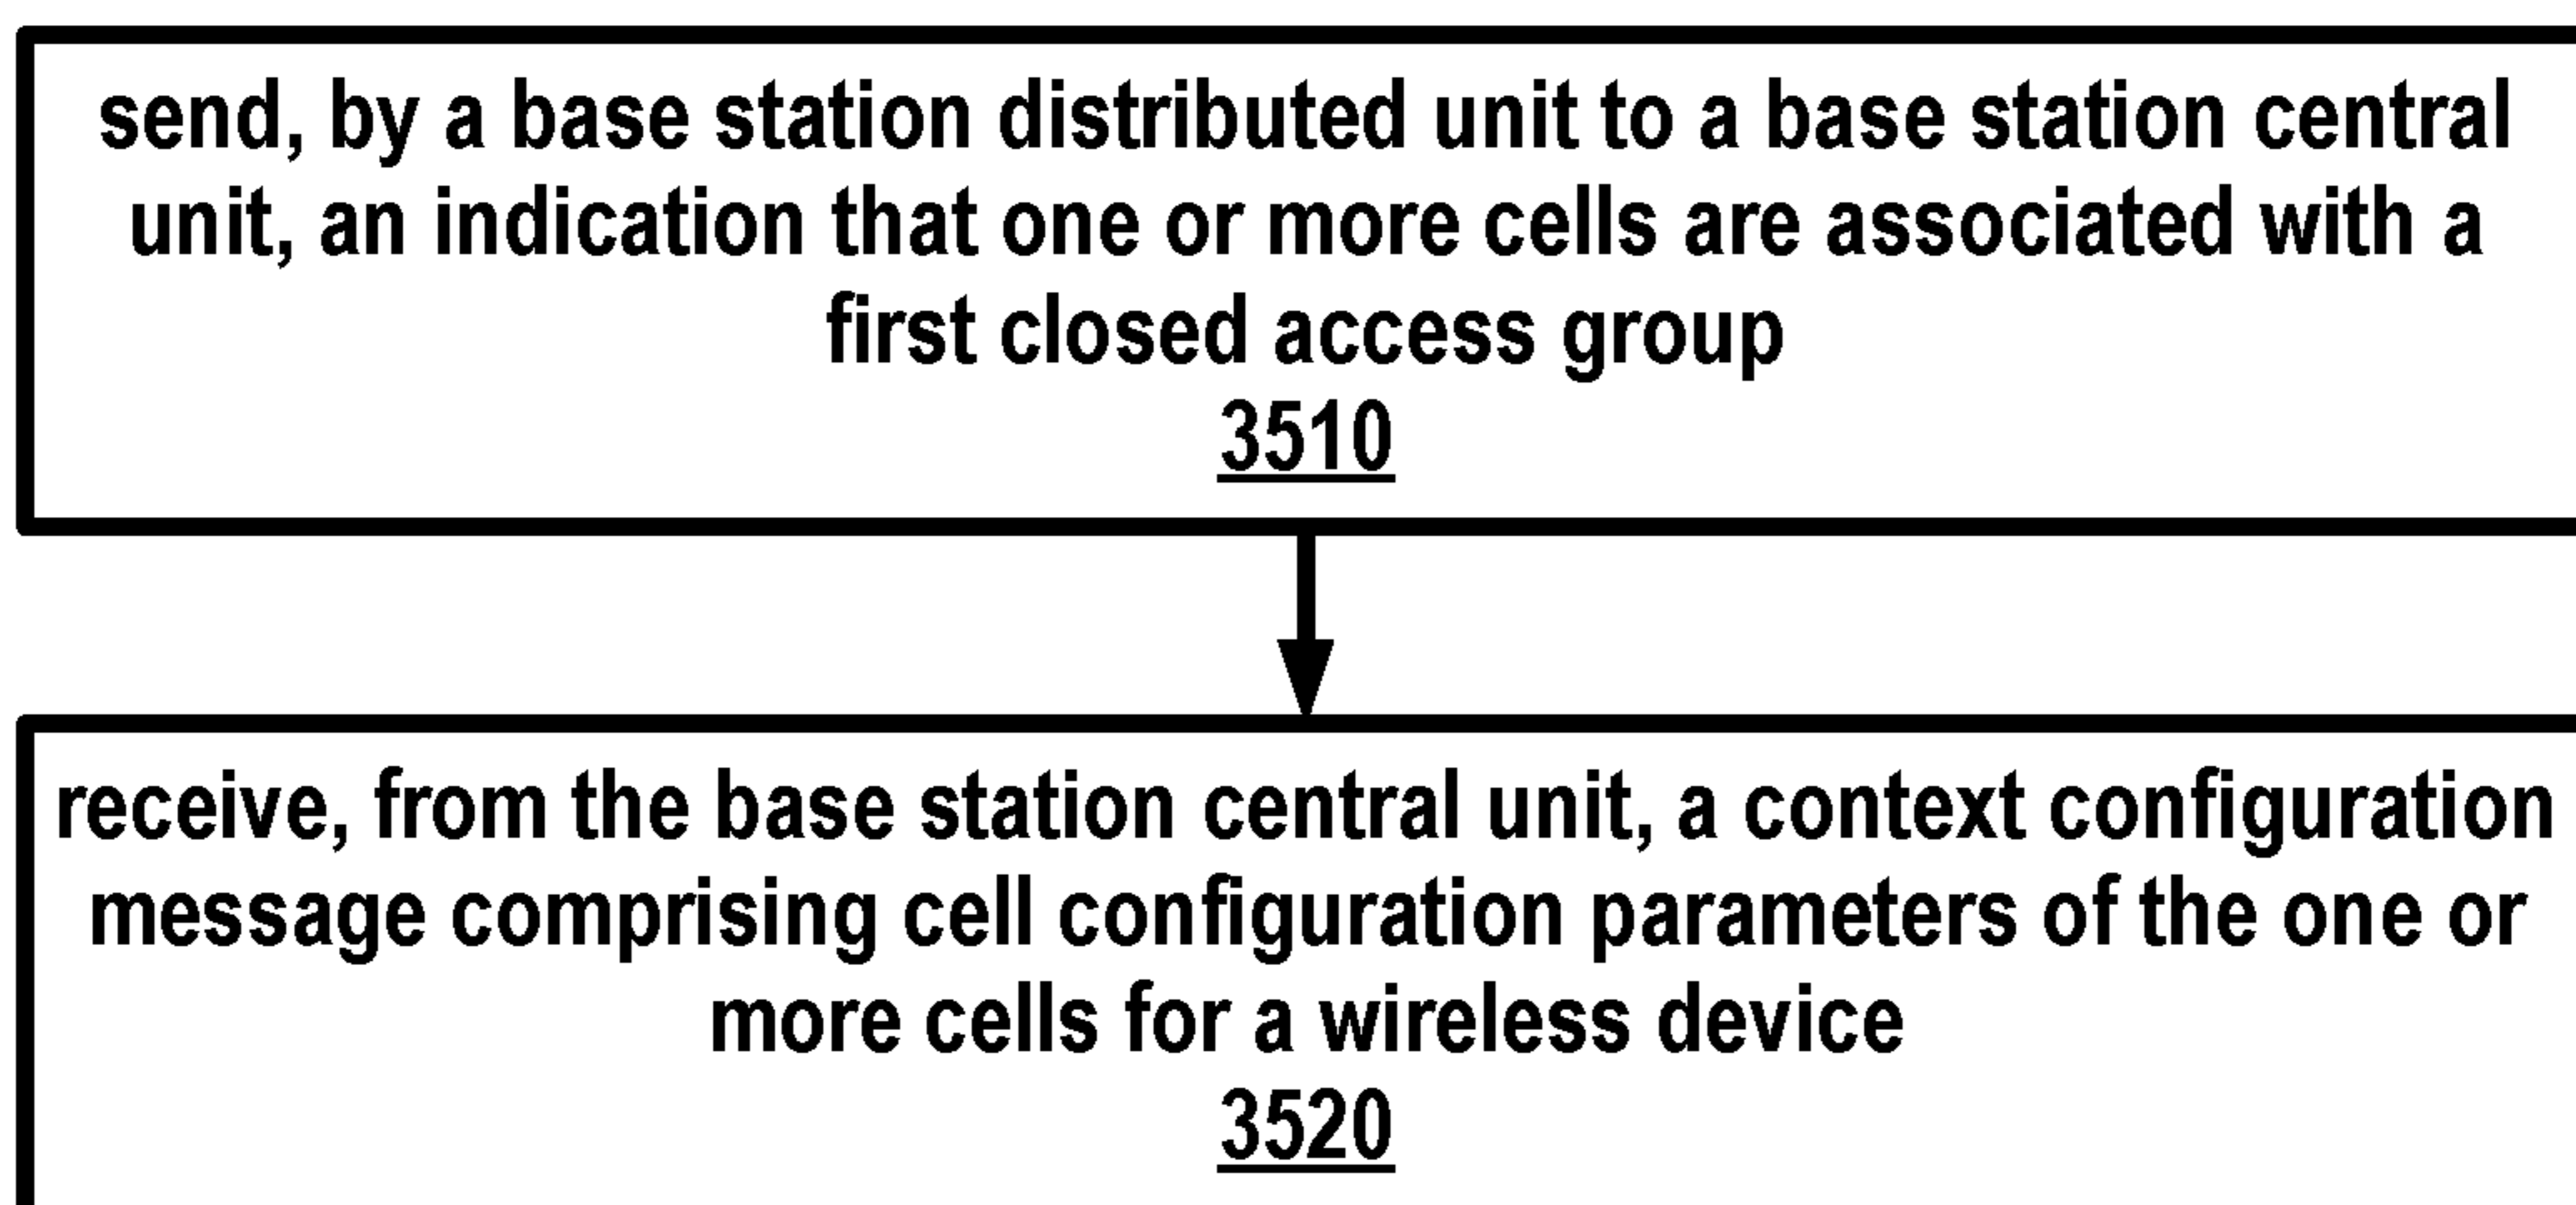 send, by a base station distributed unit to a base station central
unit, an indication that one or more cells are associated with a
first closed access group
3510
receive, from the base station central unit, a context configuration
message comprising cell configuration parameters of the one or
more cells for a wireless device
3520